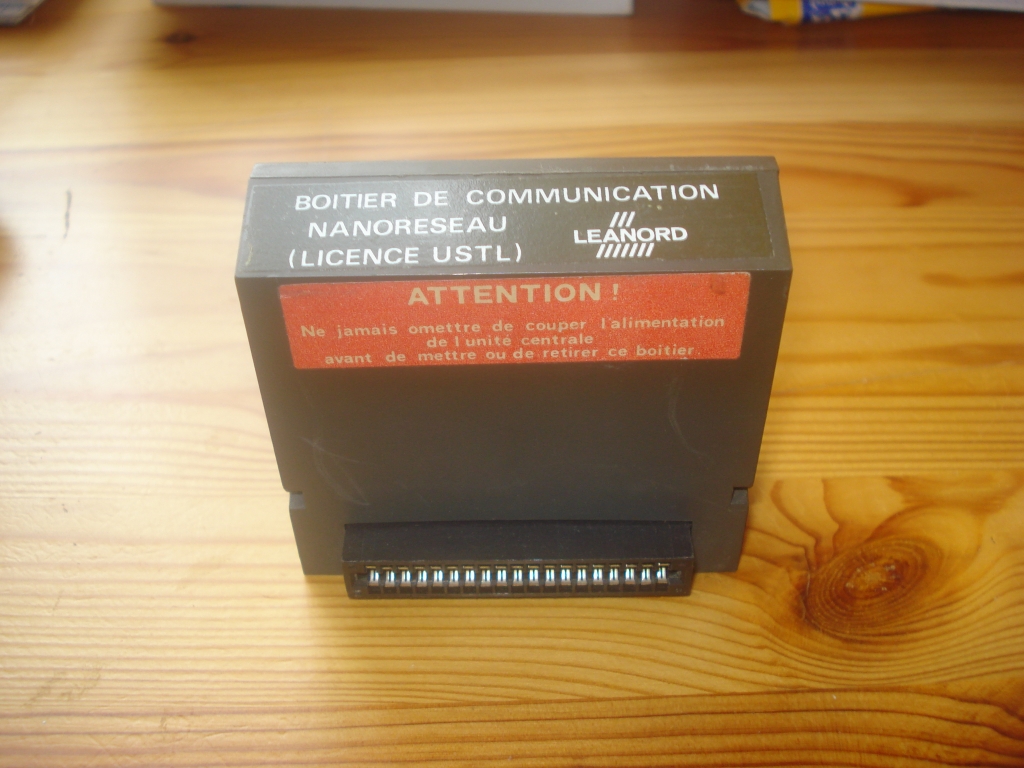 BOITIER DE COMMUNICATION
NANORESEAU
(LICENCE USTL)
LEANORD
ATTENTION !
Ne jamais omettre de couper l'alimentation
de l'unité centrale
avant de mettre ou de retirer ce boitier.